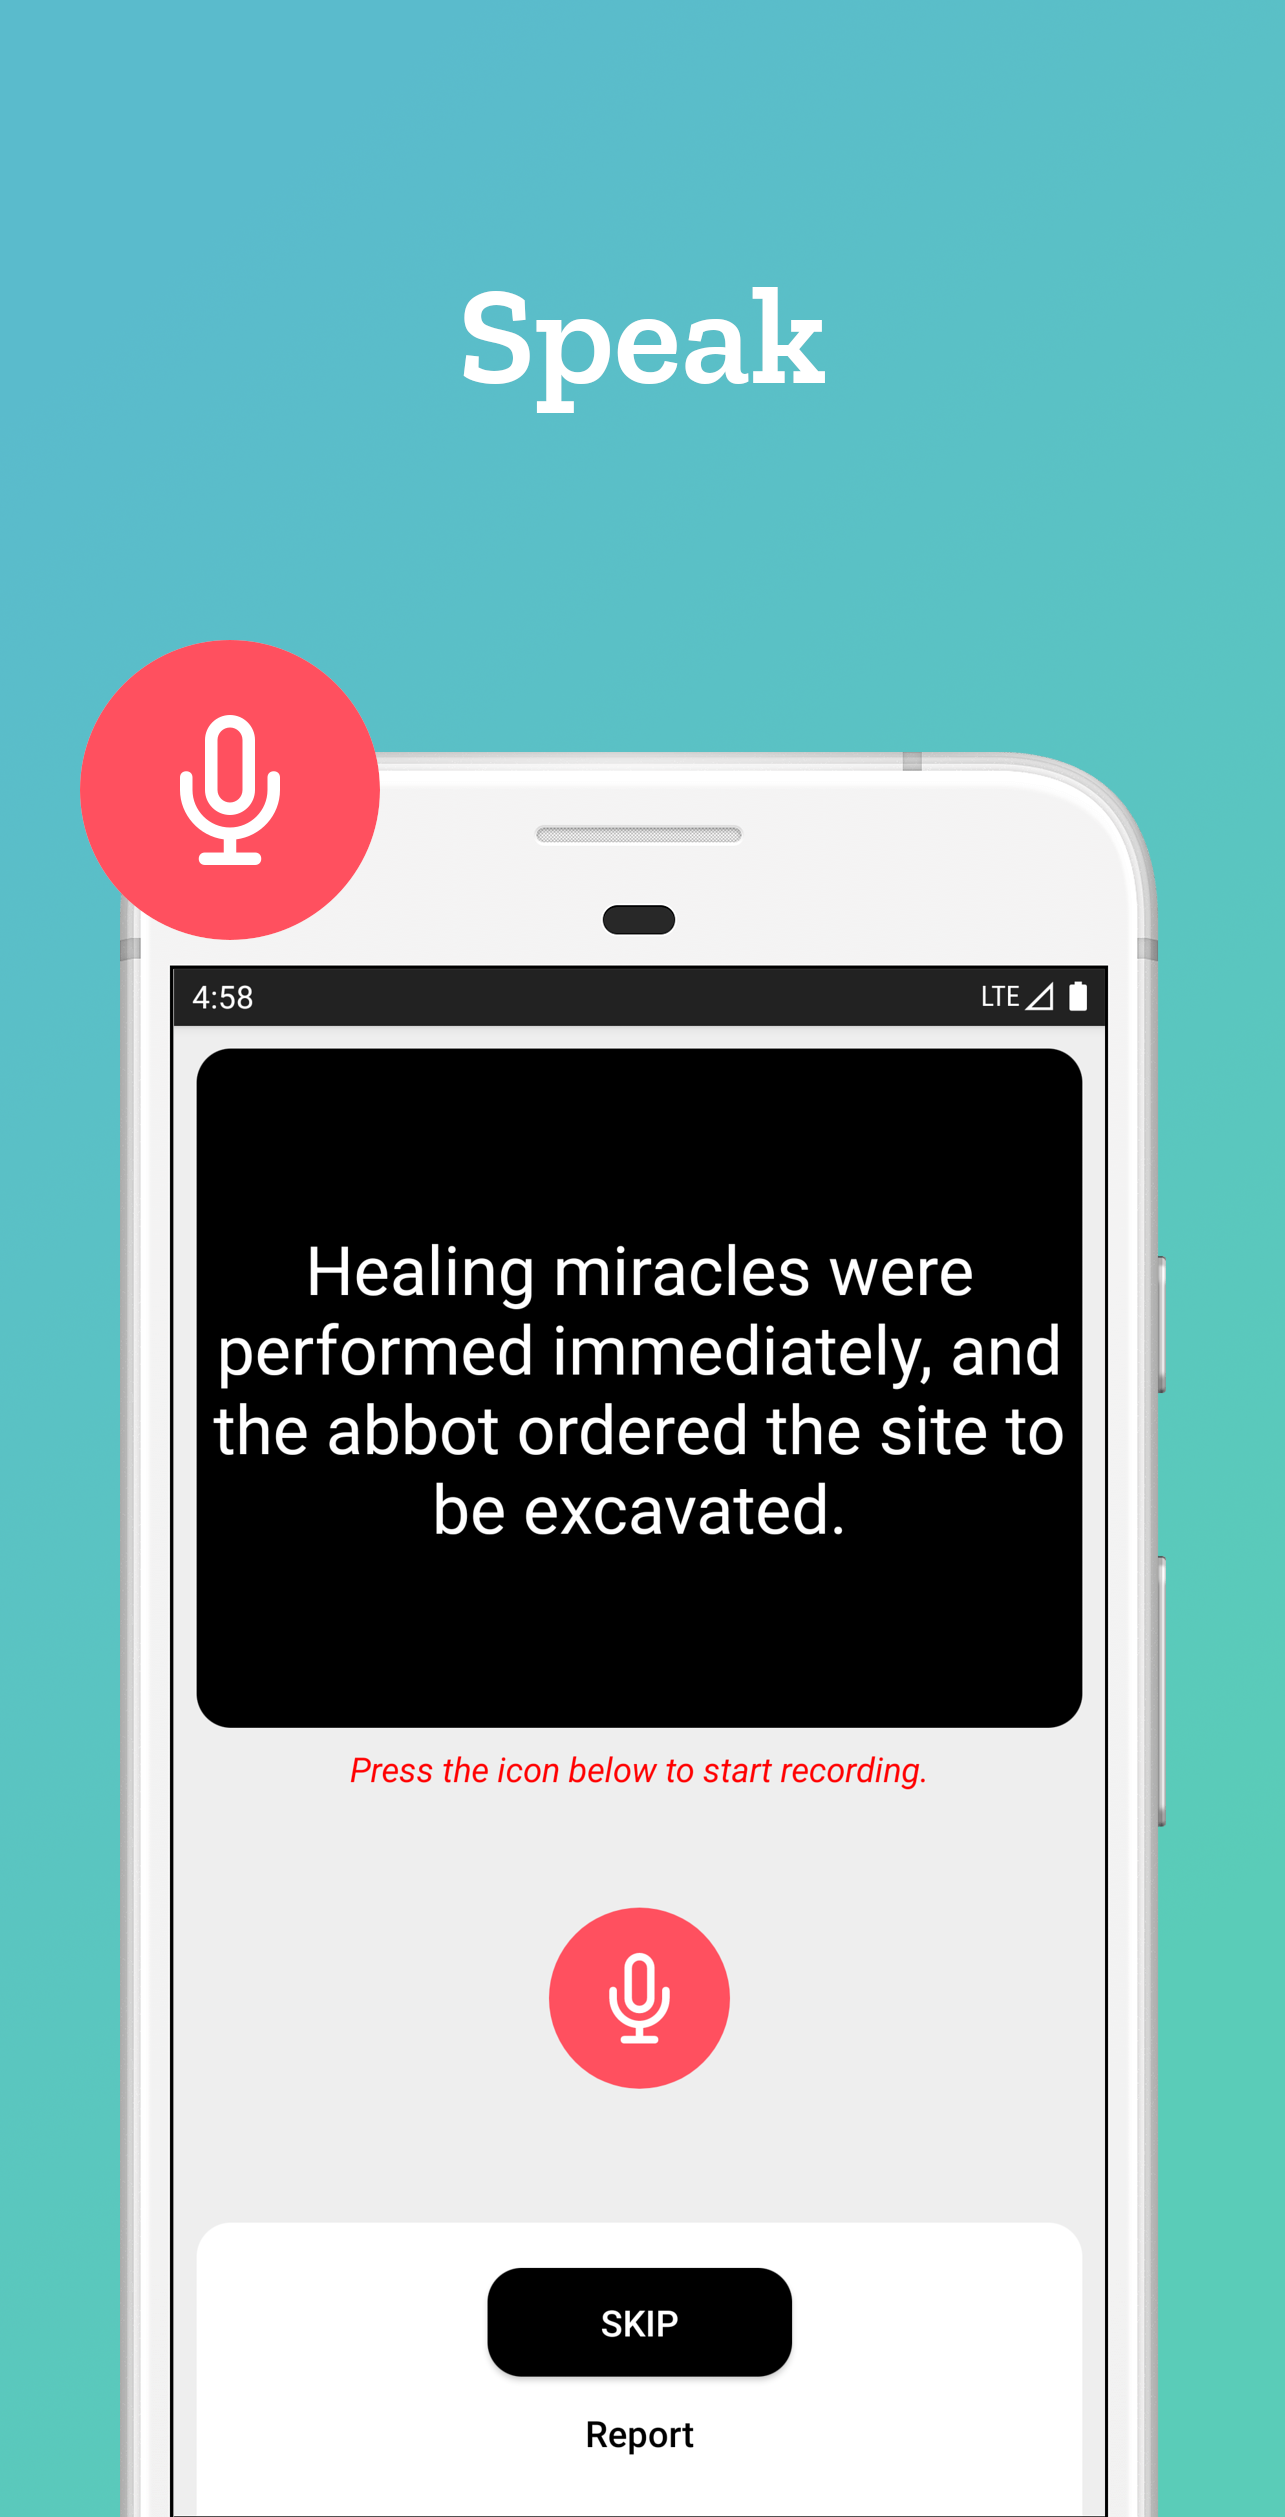 Speak
4:58
LTE
Healing miracles were
performed immediately, and
the abbot ordered the site to
be excavated.
Press the icon below to start recording.
SKIP
Report